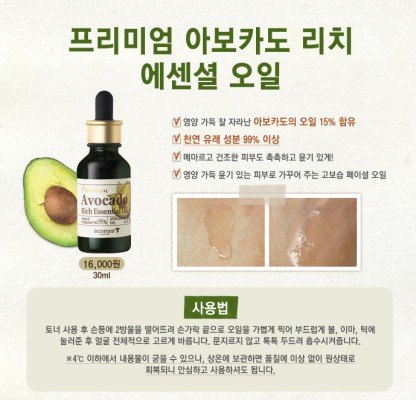 프리미엄 아보카도 리치
에센셜 오일
영양 가득 잘 자라난 아보카도의 오일 15% 함유
천연 유래 성분 99% 이상
메마르고 건조한 피부도 촉촉하고 윤기 있게!
영양 가득 윤기 있는 피부로 가꾸어 주는 고보습 페이셜 오일
Avocado
Rich Essential Oil
SKINFOOD
16,000원
30ml
사용법
토너 사용 후 손등에 2방울을 떨어뜨려 손가락 끝으로 오일을 가볍게 찍어 부드럽게 볼, 이마, 턱에
눌러준 후 얼굴 전체적으로 고르게 바릅니다. 문지르지 않고 톡톡 두드려 흡수시켜줍니다.
※4℃ 이하에서 내용물이 굳을 수 있으나, 상온에 보관하면 품질에 이상 없이 원상태로
회복되니 안심하고 사용하셔도 됩니다.